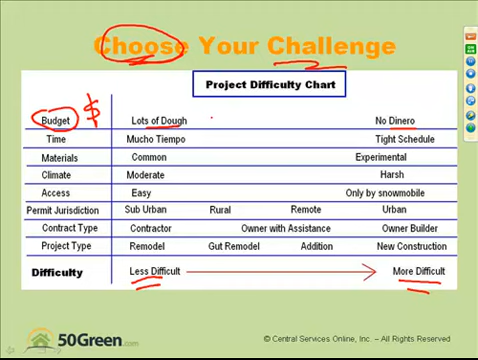 Choose Your Challenge
Project Difficulty Chart
Budget $ Lots of Dough No Dinero
Time Mucho Tiempo Tight Schedule
Materials Common Experimental
Climate Moderate Harsh
Access Easy Only by snowmobile
Permit Jurisdiction Sub Urban Rural Remote Urban
Contract Type Contractor Owner with Assistance Owner Builder
Project Type Remodel Gut Remodel Addition New Construction
Difficulty Less Difficult More Difficult
50Green.com © Central Services Online, Inc – All Rights Reserved